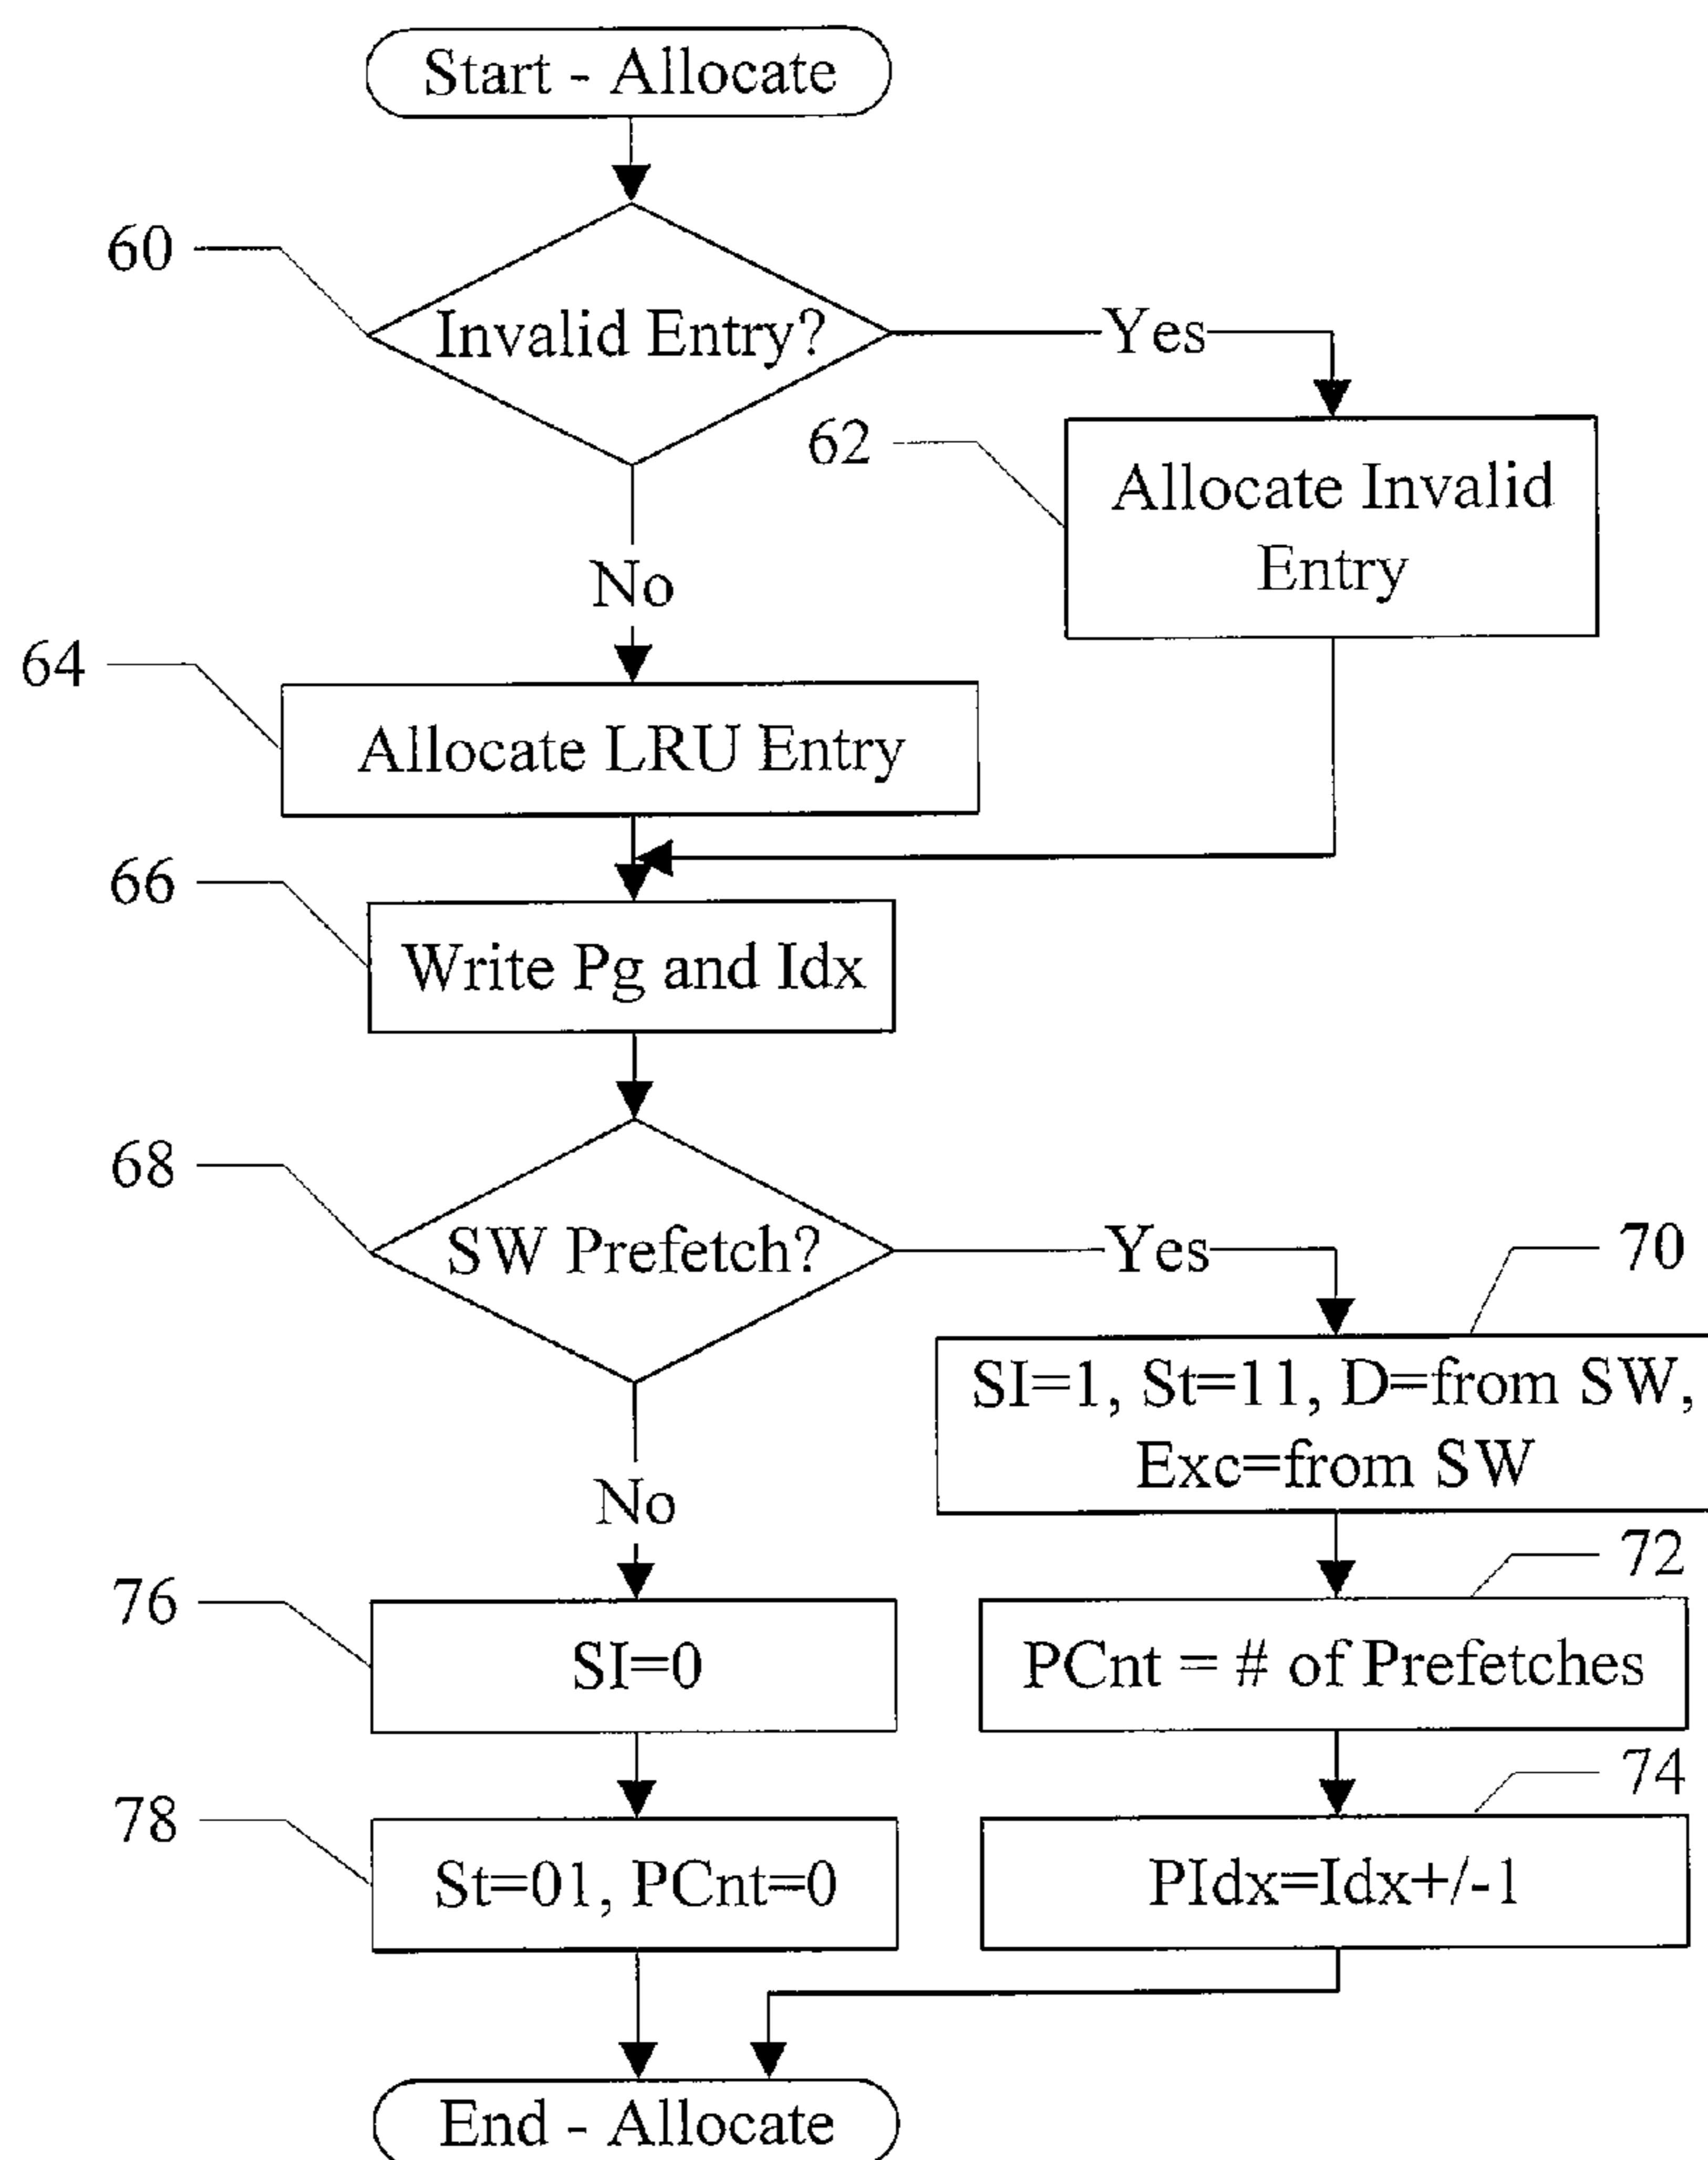 Start - Allocate
60
Invalid Entry?
Yes
62
Allocate Invalid
Entry
No
64
Allocate LRU Entry
66
Write Pg and Idx
68
SW Prefetch?
Yes
70
SI=1, St=11, D=from SW,
Exc=from SW
No
72
76
SI=0
PCnt = # of Prefetches
74
78
St=01, PCnt=0
PIdx=Idx+/-1
End - Allocate